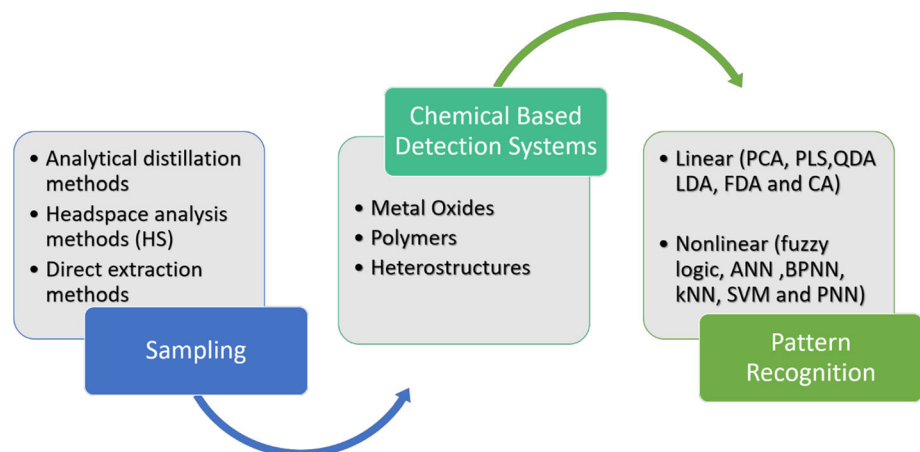 • Analytical distillation
methods
• Headspace analysis
methods (HS)
• Direct extraction
methods
Sampling
Chemical Based
Detection Systems
• Metal Oxides
• Polymers
• Heterostructures
• Linear (PCA, PLS,QDA
LDA, FDA and CA)
• Nonlinear (fuzzy
logic, ANN ,BPNN,
kNN, SVM and PNN)
Pattern
Recognition